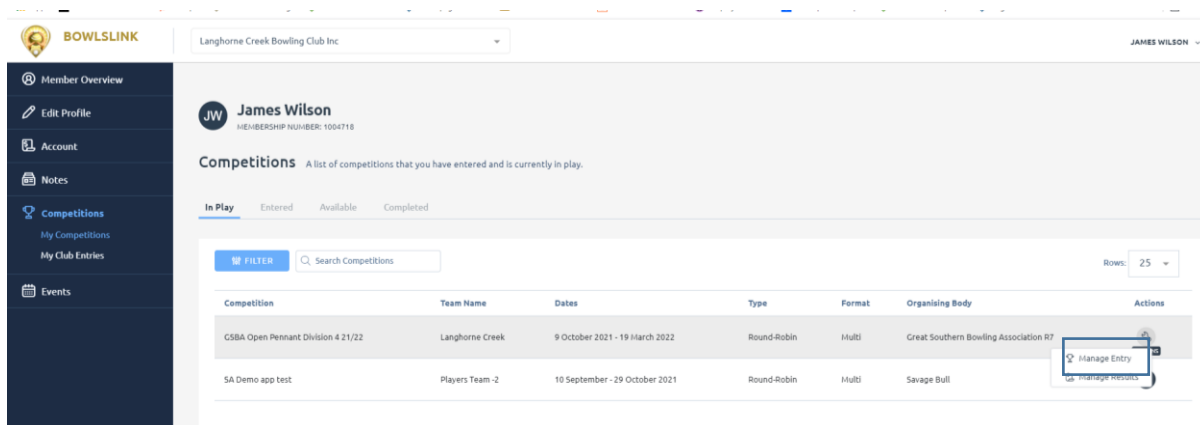 BOWLSLINK
Langhorne Creek Bowling Club Inc
JAMES WILSON
Member Overview
Edit Profile
Account
Notes
Competitions
My Competitions
My Club Entries
Events
JW
James Wilson
MEMBERSHIP NUMBER: 1004718
Competitions A list of competitions that you have entered and is currently in play.
In Play Entered Available Completed
FILTER Search Competitions Rows: 25
Competition Team Name Dates Type Format Organising Body Actions
GSBA Open Pennant Division 4 21/22 Langhorne Creek 9 October 2021 - 19 March 2022 Round-Robin Multi Great Southern Bowling Association R7
Manage Entry
SA Demo app test Players Team -2 10 September - 29 October 2021 Round-Robin Multi Savage Bull
Manage Results